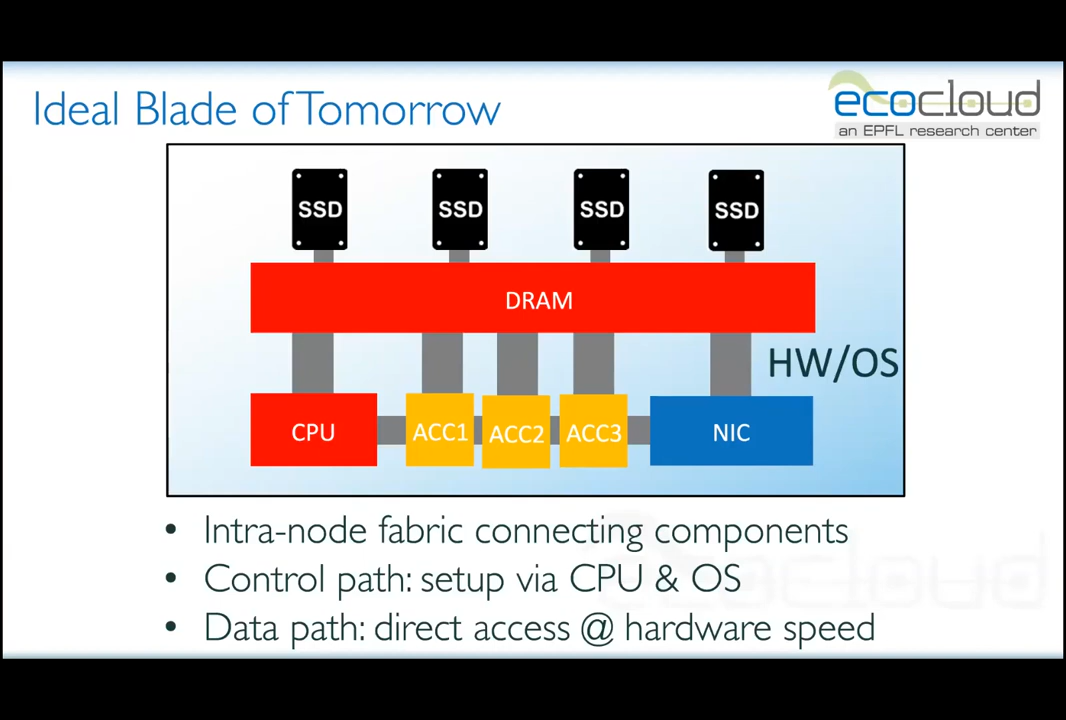 Ideal Blade of Tomorrow
ecocloud
an EPFL research center
SSD SSD SSD SSD
DRAM
HW/OS
CPU ACC1 ACC2 ACC3 NIC
• Intra-node fabric connecting components
• Control path: setup via CPU & OS
• Data path: direct access @ hardware speed
ecocloud